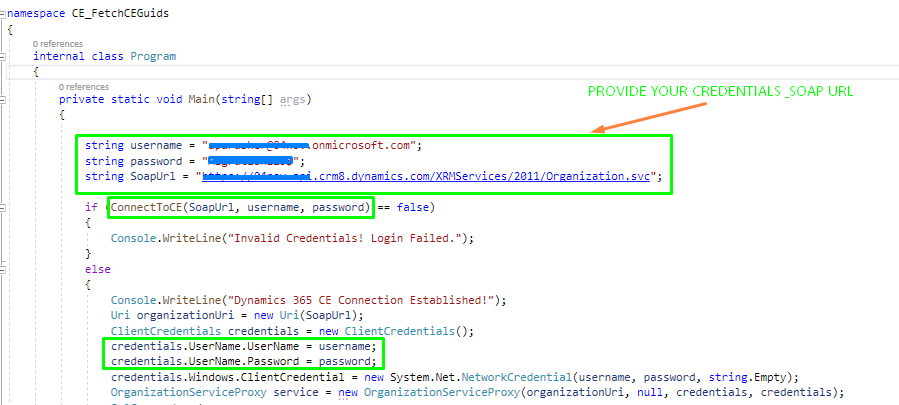 namespace CE_FetchCEGuids
{
0 references
internal class Program
{
0 references
private static void Main(string[] args)
{
PROVIDE YOUR CREDENTIALS _SOAP URL
string username = ".onmicrosoft.com";
string password = "";
string SoapUrl = ".crm8.dynamics.com/XRMServices/2011/Organization.svc";
if (ConnectToCE(SoapUrl, username, password) == false)
{
Console.WriteLine("Invalid Credentials! Login Failed.");
}
else
{
Console.WriteLine("Dynamics 365 CE Connection Established!");
Uri organizationUri = new Uri(SoapUrl);
ClientCredentials credentials = new ClientCredentials();
credentials.UserName.UserName = username;
credentials.UserName.Password = password;
credentials.Windows.ClientCredential = new System.Net.NetworkCredential(username, password, string.Empty);
OrganizationServiceProxy service = new OrganizationServiceProxy(organizationUri, null, credentials, credentials);